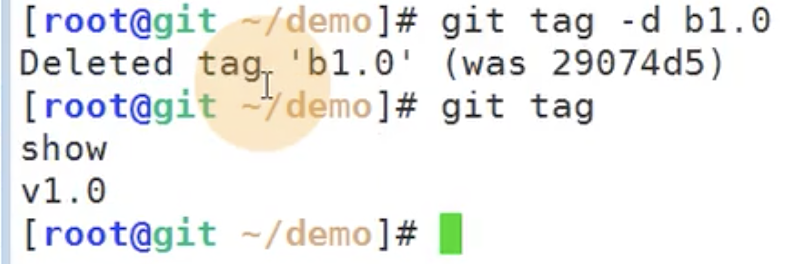 [root@git ~/demo]# git tag -d b1.0
Deleted tag 'b1.0' (was 29074d5)
[root@git ~/demo]# git tag
show
v1.0
[root@git ~/demo]#